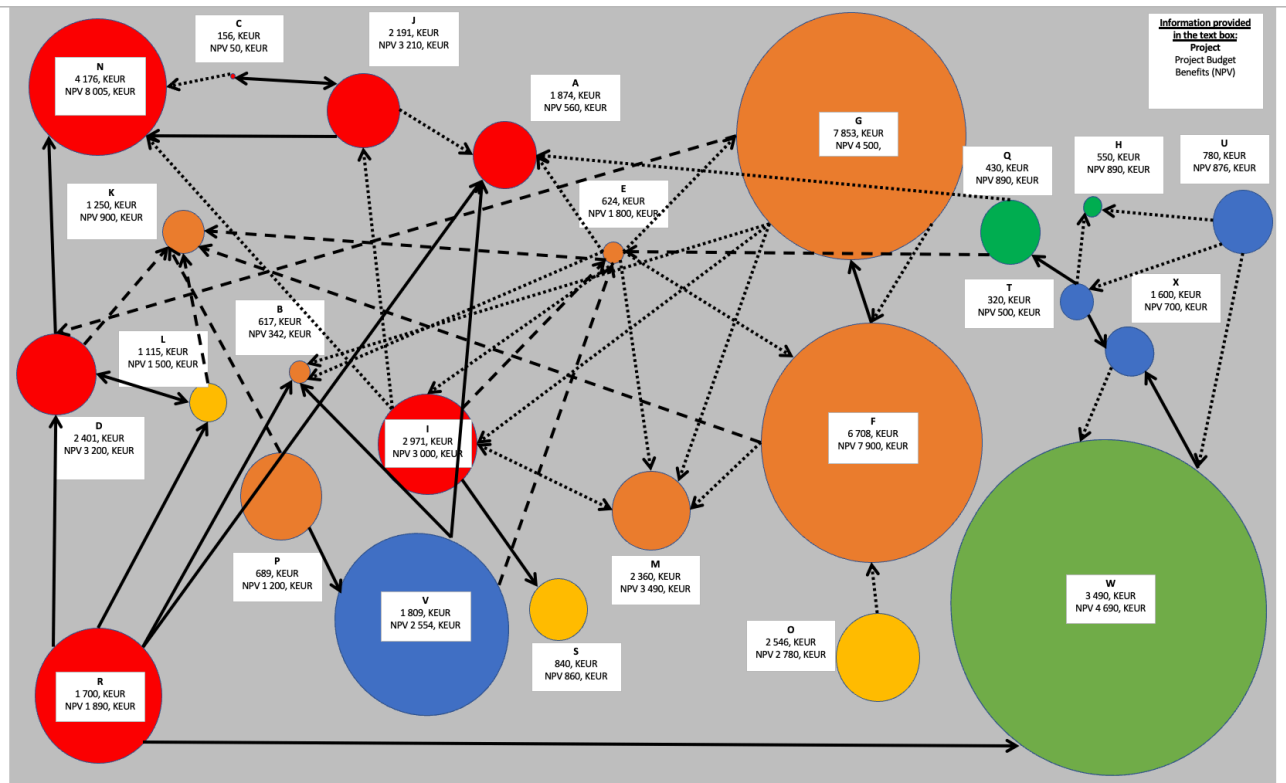 C
156, KEUR
NPV 50, KEUR
J
2 191, KEUR
NPV 3 210, KEUR
Information provided
in the text box:
Project
Project Budget
Benefits (NPV)
N
4 176, KEUR
NPV 8 005, KEUR
A
1 874, KEUR
NPV 560, KEUR
G
7 853, KEUR
NPV 4 500,
Q
430, KEUR
NPV 890, KEUR
H
550, KEUR
NPV 890, KEUR
U
780, KEUR
NPV 876, KEUR
K
1 250, KEUR
NPV 900, KEUR
E
624, KEUR
NPV 1 800, KEUR
T
320, KEUR
NPV 500, KEUR
X
1 600, KEUR
NPV 700, KEUR
B
617, KEUR
NPV 342, KEUR
L
1 115, KEUR
NPV 1 500, KEUR
D
2 401, KEUR
NPV 3 200, KEUR
I
2 971, KEUR
NPV 3 000, KEUR
F
6 708, KEUR
NPV 7 900, KEUR
P
689, KEUR
NPV 1 200, KEUR
M
2 360, KEUR
NPV 3 490, KEUR
V
1 809, KEUR
NPV 2 554, KEUR
W
3 490, KEUR
NPV 4 690, KEUR
S
840, KEUR
NPV 860, KEUR
O
2 546, KEUR
NPV 2 780, KEUR
R
1 700, KEUR
NPV 1 890, KEUR